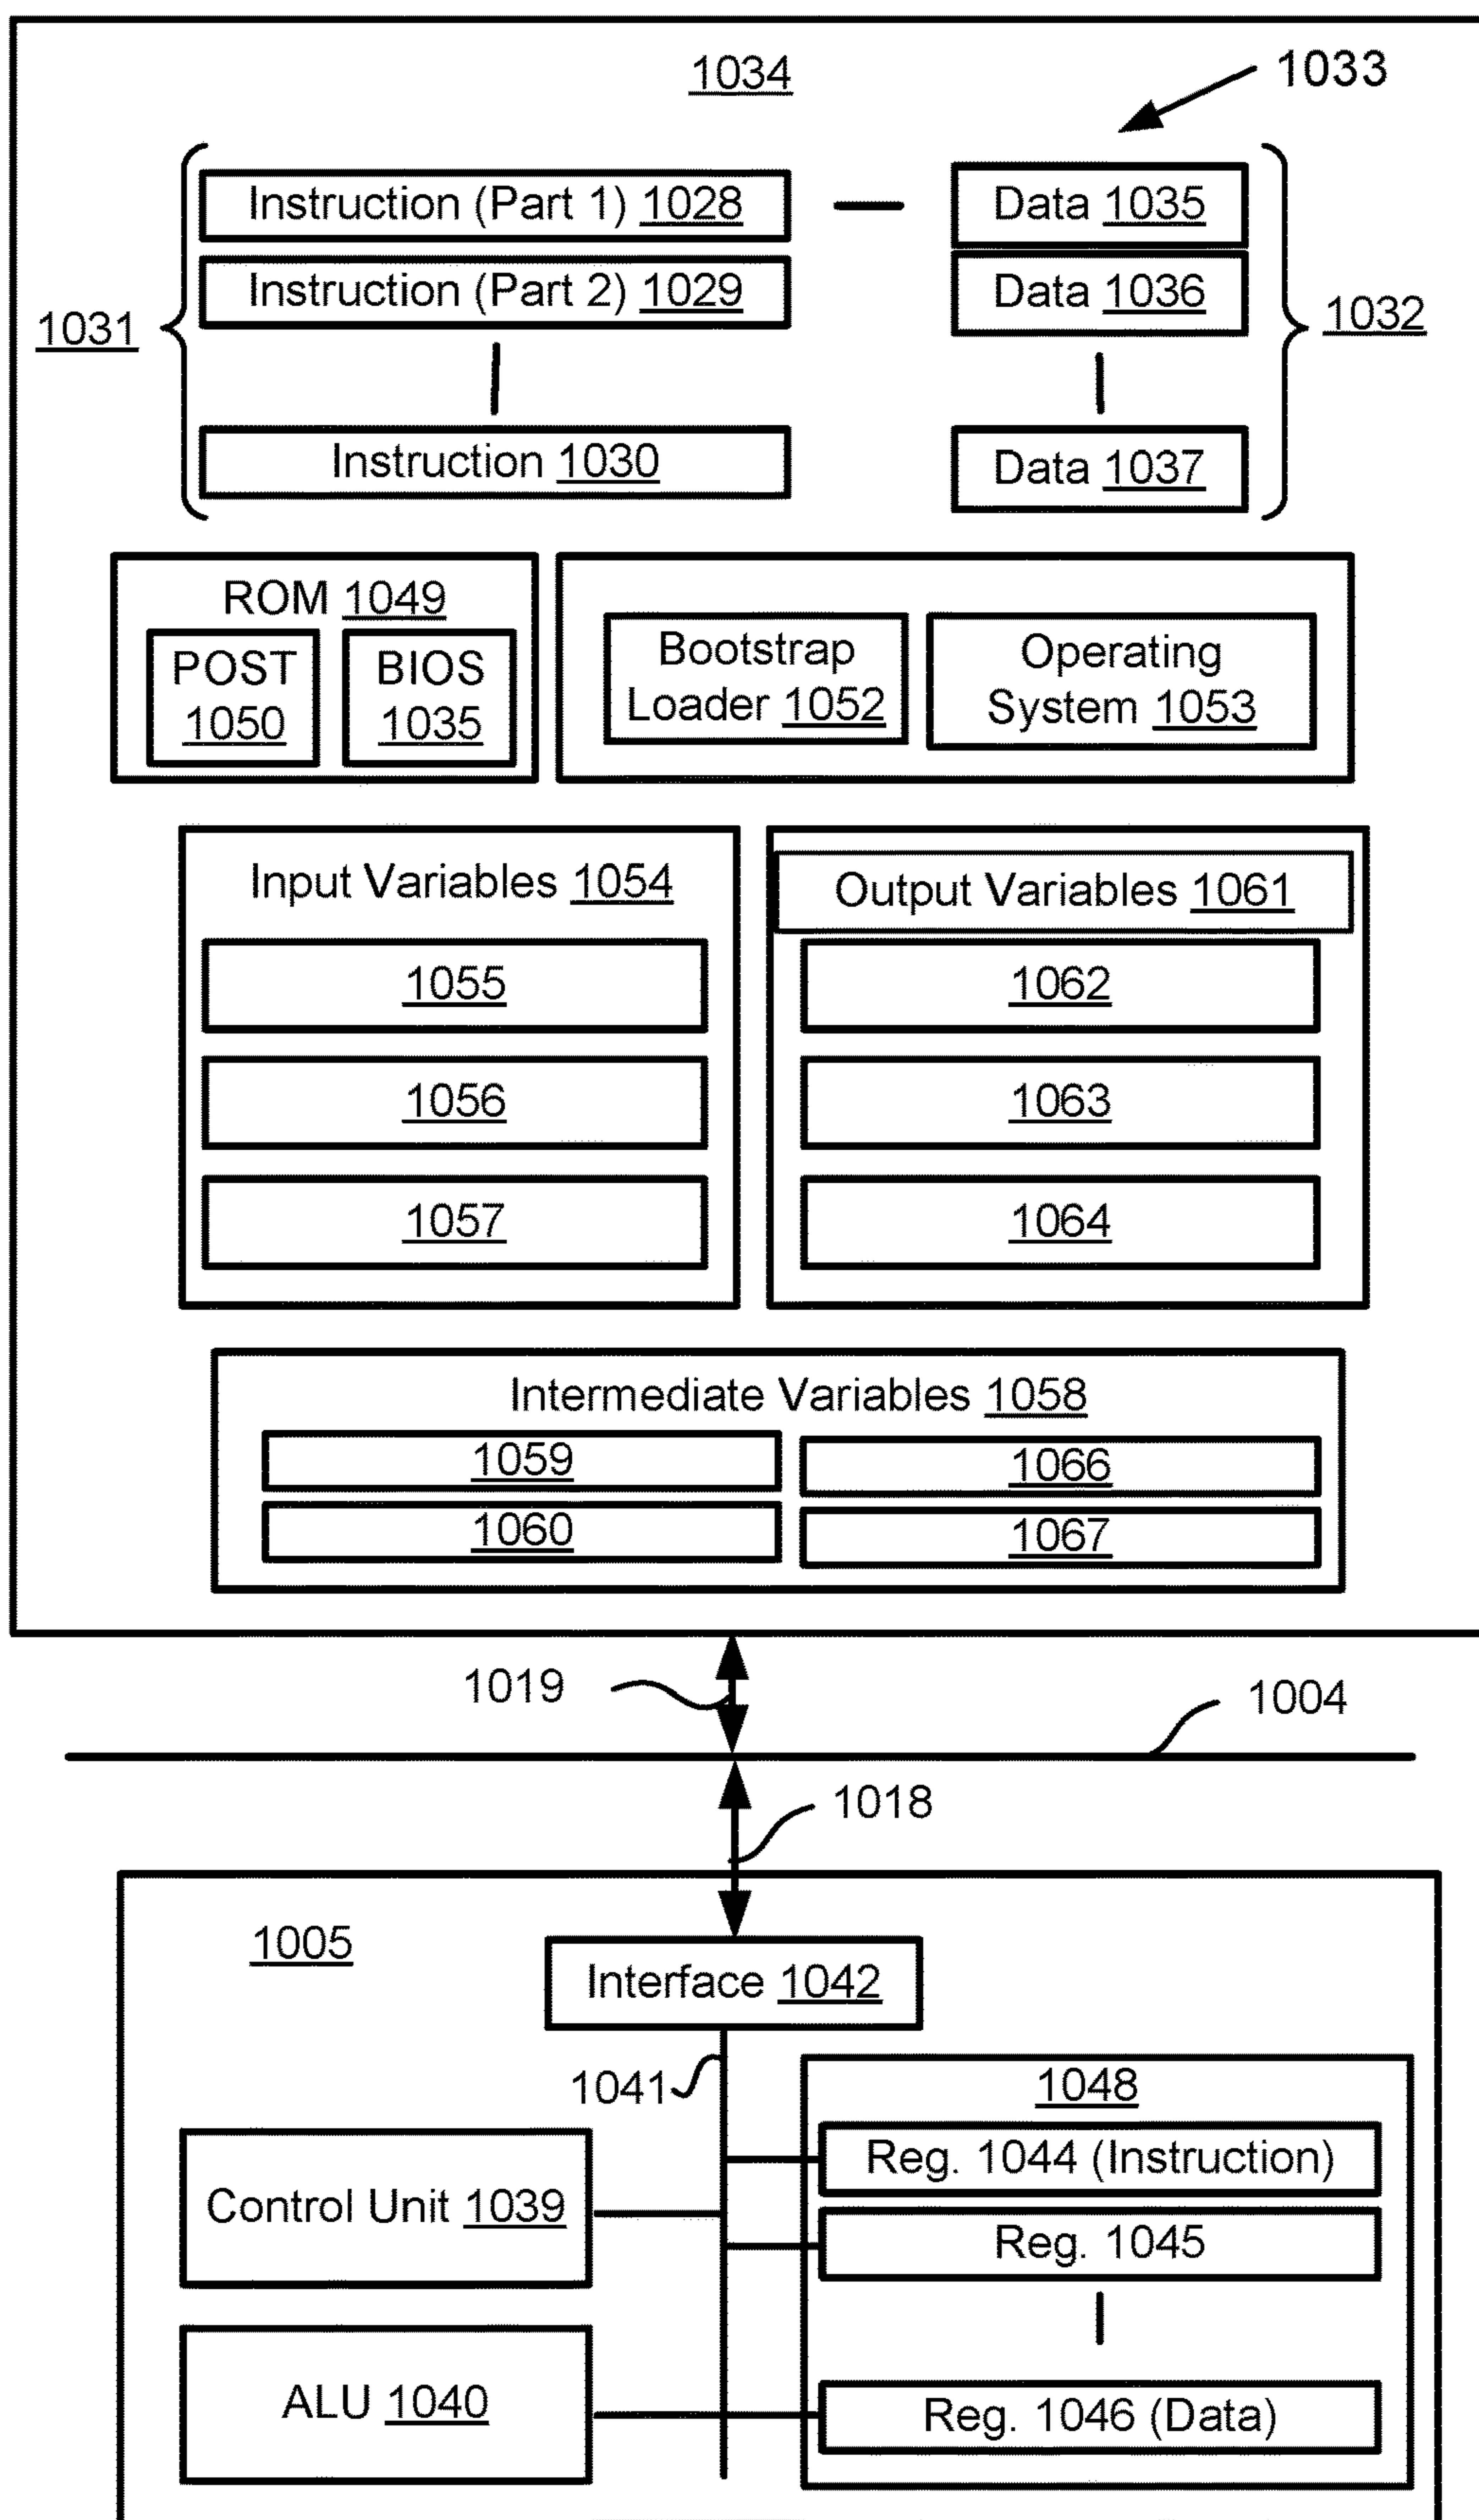 1034
1033
Instruction (Part 1) 1028
Data 1035
Instruction (Part 2) 1029
Data 1036
1031
1032
Instruction 1030
Data 1037
ROM 1049
POST
1050
BIOS
1035
Bootstrap
Loader 1052
Operating
System 1053
Input Variables 1054
1055
1056
1057
Output Variables 1061
1062
1063
1064
Intermediate Variables 1058
1059
1066
1060
1067
1019
1004
1018
1005
Interface 1042
1041
1048
Reg. 1044 (Instruction)
Control Unit 1039
Reg. 1045
ALU 1040
Reg. 1046 (Data)